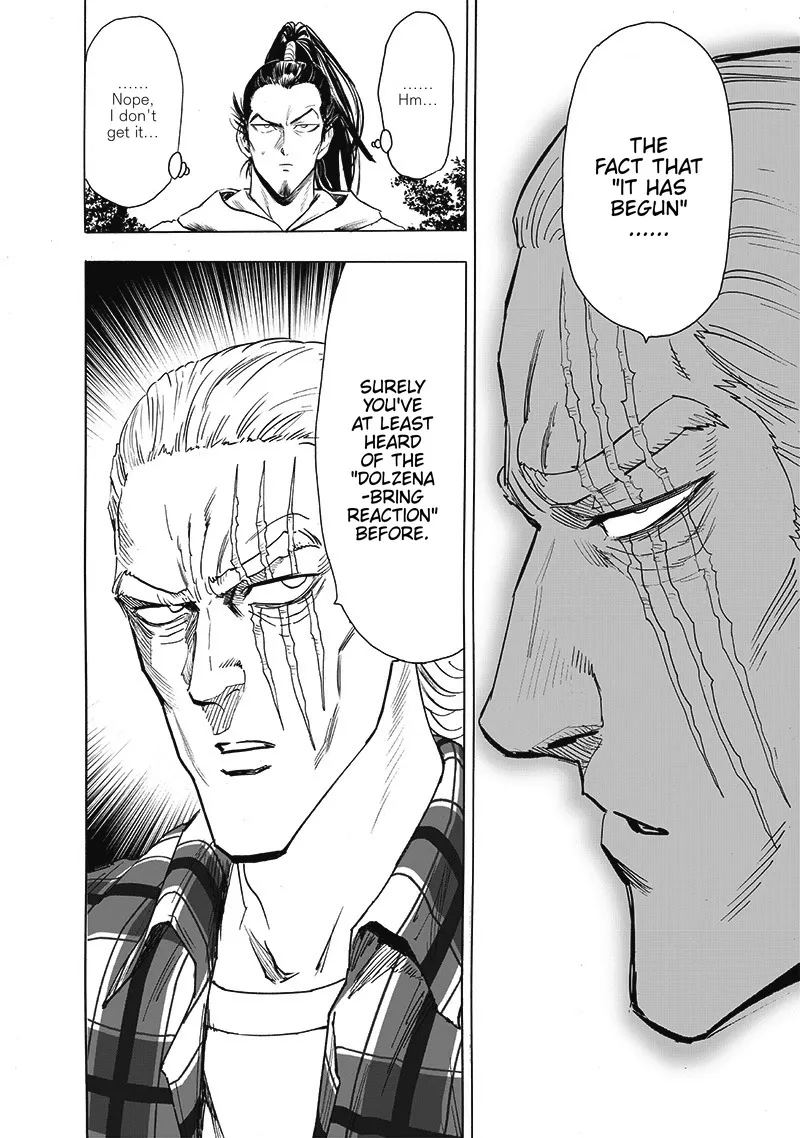 THE
FACT THAT
"IT HAS
BEGUN"
......
......
Hm...
......
Nope,
I don't
get it...
SURELY
YOU'VE
AT LEAST
HEARD
OF THE
"DOLZENA
-BRING
REACTION"
BEFORE.